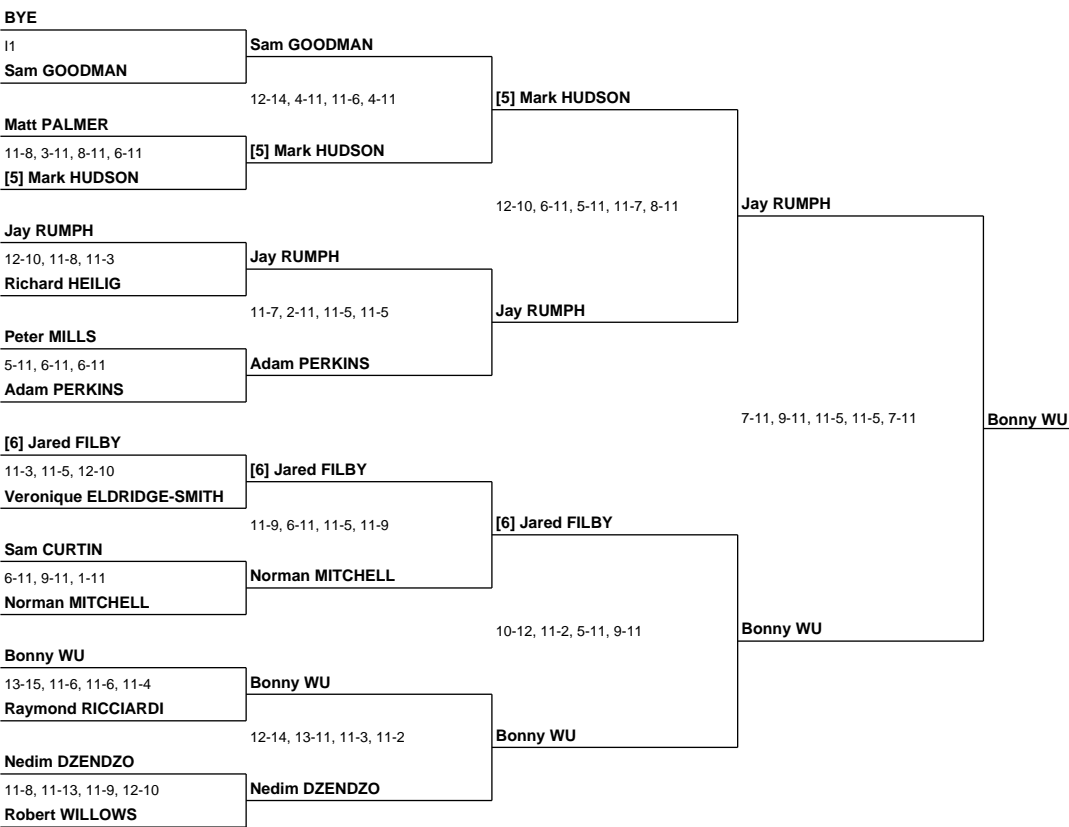 BYE
I1
Sam GOODMAN
Sam GOODMAN
12-14, 4-11, 11-6, 4-11
[5] Mark HUDSON
Matt PALMER
11-8, 3-11, 8-11, 6-11
[5] Mark HUDSON
[5] Mark HUDSON
12-10, 6-11, 5-11, 11-7, 8-11
Jay RUMPH
Jay RUMPH
12-10, 11-8, 11-3
Richard HEILIG
Jay RUMPH
11-7, 2-11, 11-5, 11-5
Jay RUMPH
Peter MILLS
5-11, 6-11, 6-11
Adam PERKINS
Adam PERKINS
7-11, 9-11, 11-5, 11-5, 7-11
Bonny WU
[6] Jared FILBY
11-3, 11-5, 12-10
Veronique ELDRIDGE-SMITH
[6] Jared FILBY
11-9, 6-11, 11-5, 11-9
[6] Jared FILBY
Sam CURTIN
6-11, 9-11, 1-11
Norman MITCHELL
Norman MITCHELL
10-12, 11-2, 5-11, 9-11
Bonny WU
Bonny WU
13-15, 11-6, 11-6, 11-4
Raymond RICCIARDI
Bonny WU
12-14, 13-11, 11-3, 11-2
Bonny WU
Nedim DZENDZO
11-8, 11-13, 11-9, 12-10
Robert WILLOWS
Nedim DZENDZO